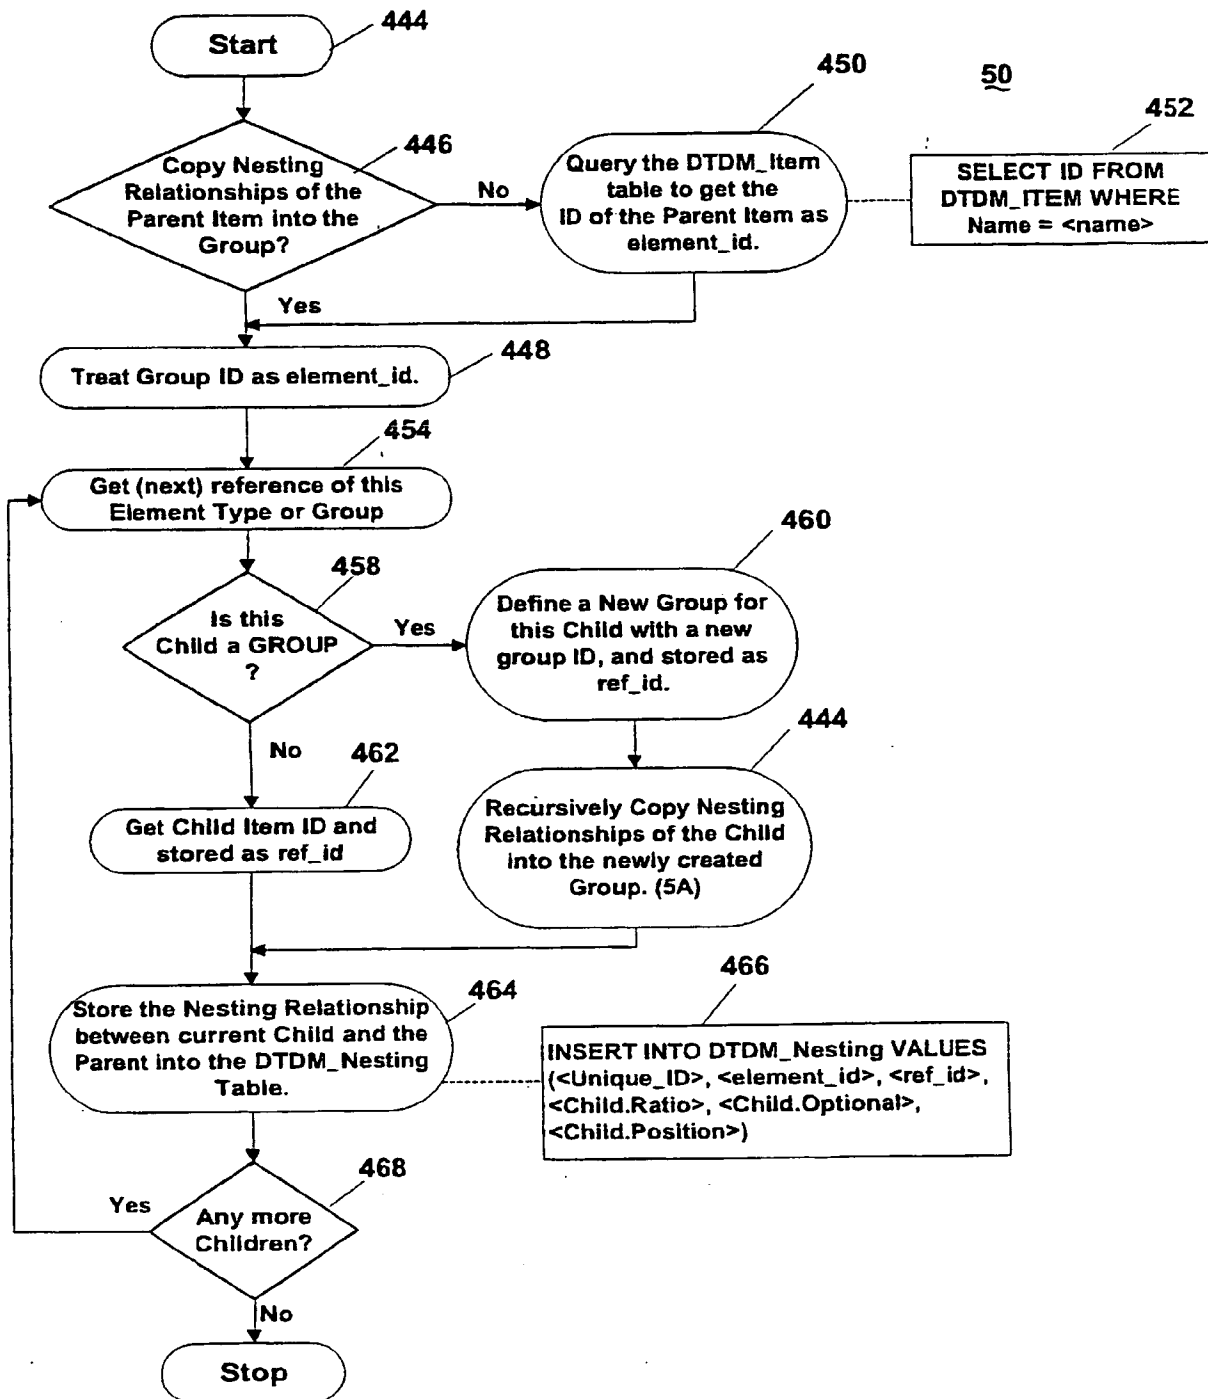 Start
444
446
Copy Nesting
Relationships of the
Parent Item into the
Group?
No
Yes
450
Query the DTDM_Item
table to get the
ID of the Parent Item as
element_id.
50
452
SELECT ID FROM
DTDM_ITEM WHERE
Name = <name>
448
Treat Group ID as element_id.
454
Get (next) reference of this
Element Type or Group
458
Is this
Child a GROUP
?
Yes
No
460
Define a New Group for
this Child with a new
group ID, and stored as
ref_id.
444
Recursively Copy Nesting
Relationships of the Child
into the newly created
Group. (5A)
462
Get Child Item ID and
stored as ref_id
464
Store the Nesting Relationship
between current Child and the
Parent into the DTDM_Nesting
Table.
466
INSERT INTO DTDM_Nesting VALUES
(<Unique_ID>, <element_id>, <ref_id>,
<Child.Ratio>, <Child.Optional>,
<Child.Position>)
468
Yes
Any more
Children?
No
Stop